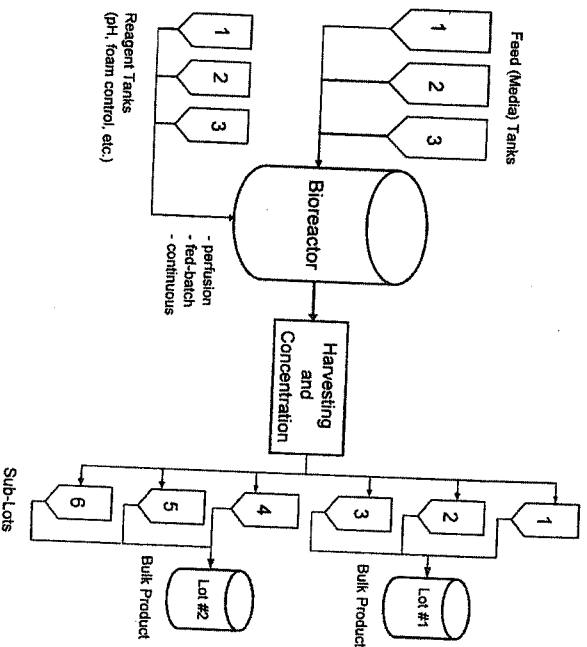 Feed (Media) Tanks
1
2
3
Reagent Tanks
(pH, foam control, etc.)
1
2
3
Bioreactor
- perfusion
- fed-batch
- continuous
Harvesting
and
Concentration
1
2
3
4
5
6
Sub-Lots
Lot #1
Bulk Product
Lot #2
Bulk Product